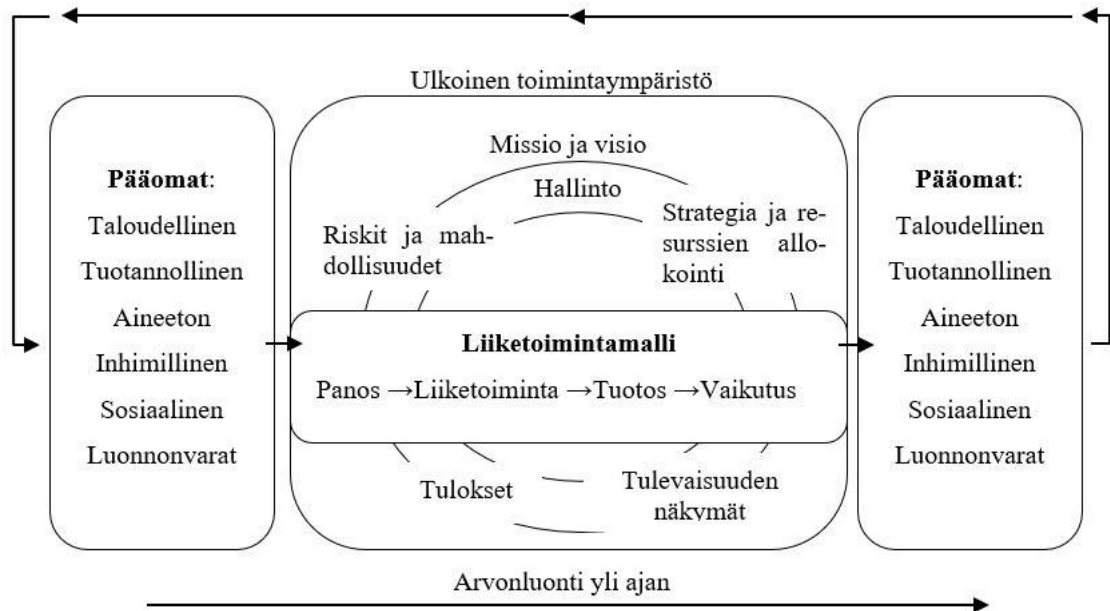 Ulkoinen toimintaympäristö
Pääomat:
Taloudellinen
Tuotannollinen
Aineeton
Inhimillinen
Sosiaalinen
Luonnonvarat
Missio ja visio
Hallinto
Riskit ja mah-
dollisuudet
Strategia ja re-
surssien allo-
kointi
Liiketoimintamalli
Panos →Liiketoiminta →Tuotos →Vaikutus
Tulokset
Tulevaisuuden
näkymät
Pääomat:
Taloudellinen
Tuotannollinen
Aineeton
Inhimillinen
Sosiaalinen
Luonnonvarat
Arvonluonti yli ajan